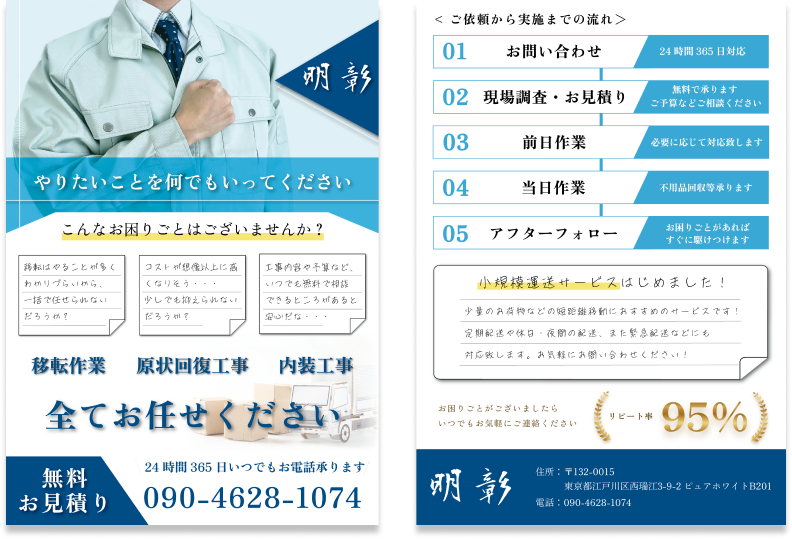 明 彰
やりたいことを何でもいってください
こんなお困りごとはございませんか？
移転はやることが多く
わかりづらいから、
一括で任せられない
だろうか？
コストが想像以上に高
くなりそう・・・
少しでも抑えられない
だろうか？
工事内容や予算など、
いつでも無料で相談
できるところがあると
安心だな・・・
移転作業　原状回復工事　内装工事
全てお任せください
無料
お見積り
24時間365日いつでもお電話承ります
090-4628-1074
＜ご依頼から実施までの流れ＞
01 お問い合わせ 24時間365日対応
02 現場調査・お見積り 無料で承ります
ご予算などご相談ください
03 前日作業 必要に応じて対応致します
04 当日作業 不用品回収等承ります
05 アフターフォロー お困りごとがあれば
すぐに駆けつけます
小規模運送サービスはじめました！
少量のお荷物などの短距離移動におすすめのサービスです！
定期配送や休日・夜間の配送、また緊急配送などにも
対応致します。お気軽にお問い合わせください！
お困りごとがございましたら
いつでもお気軽にご連絡ください
リピート率 95%
明 彰
住所：〒132-0015
東京都江戸川区西瑞江3-9-2 ピュアホワイトB201
電話：090-4628-1074